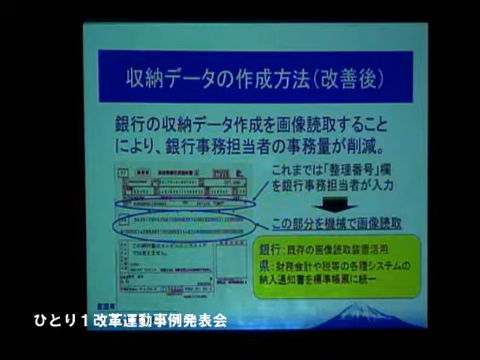 収納データの作成方法(改善後)
銀行の収納データ作成を画像読取すること
により、銀行事務担当者の事務量が削減。
これまでは「整理番号」欄
を銀行事務担当者が入力
この部分を機械で画像読取
銀行:既存の画像読取装置活用
県:財務会計や税等の各種システムの
納入通知書を標準帳票に統一
ひとり1改革運動事例発表会